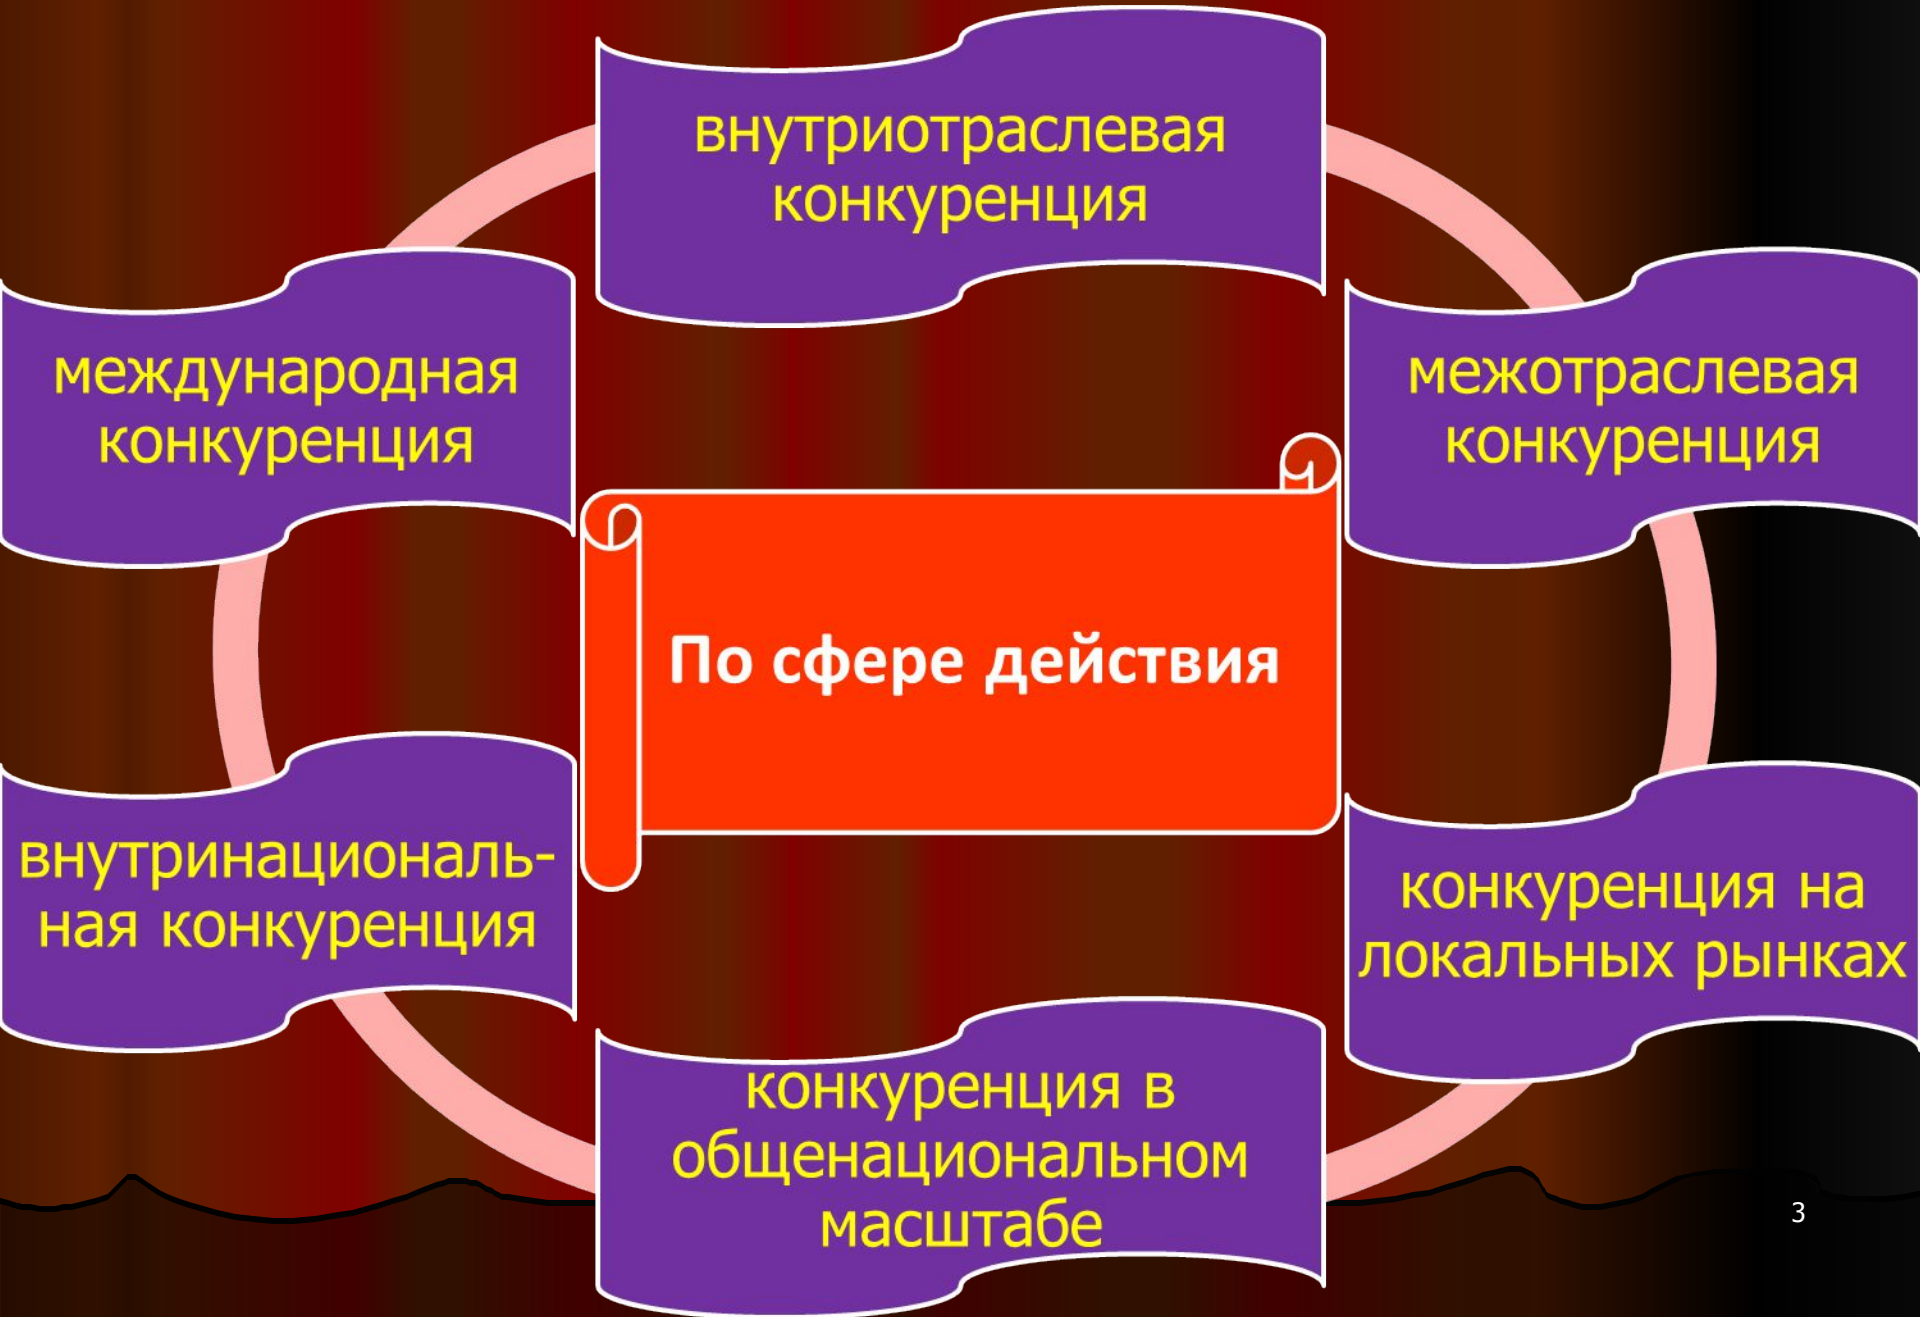 внутриотраслевая
конкуренция
международная
конкуренция
межотраслевая
конкуренция
По сфере действия
внутринациональ-
ная конкуренция
конкуренция на
локальных рынках
конкуренция в
общенациональном
масштабе
3